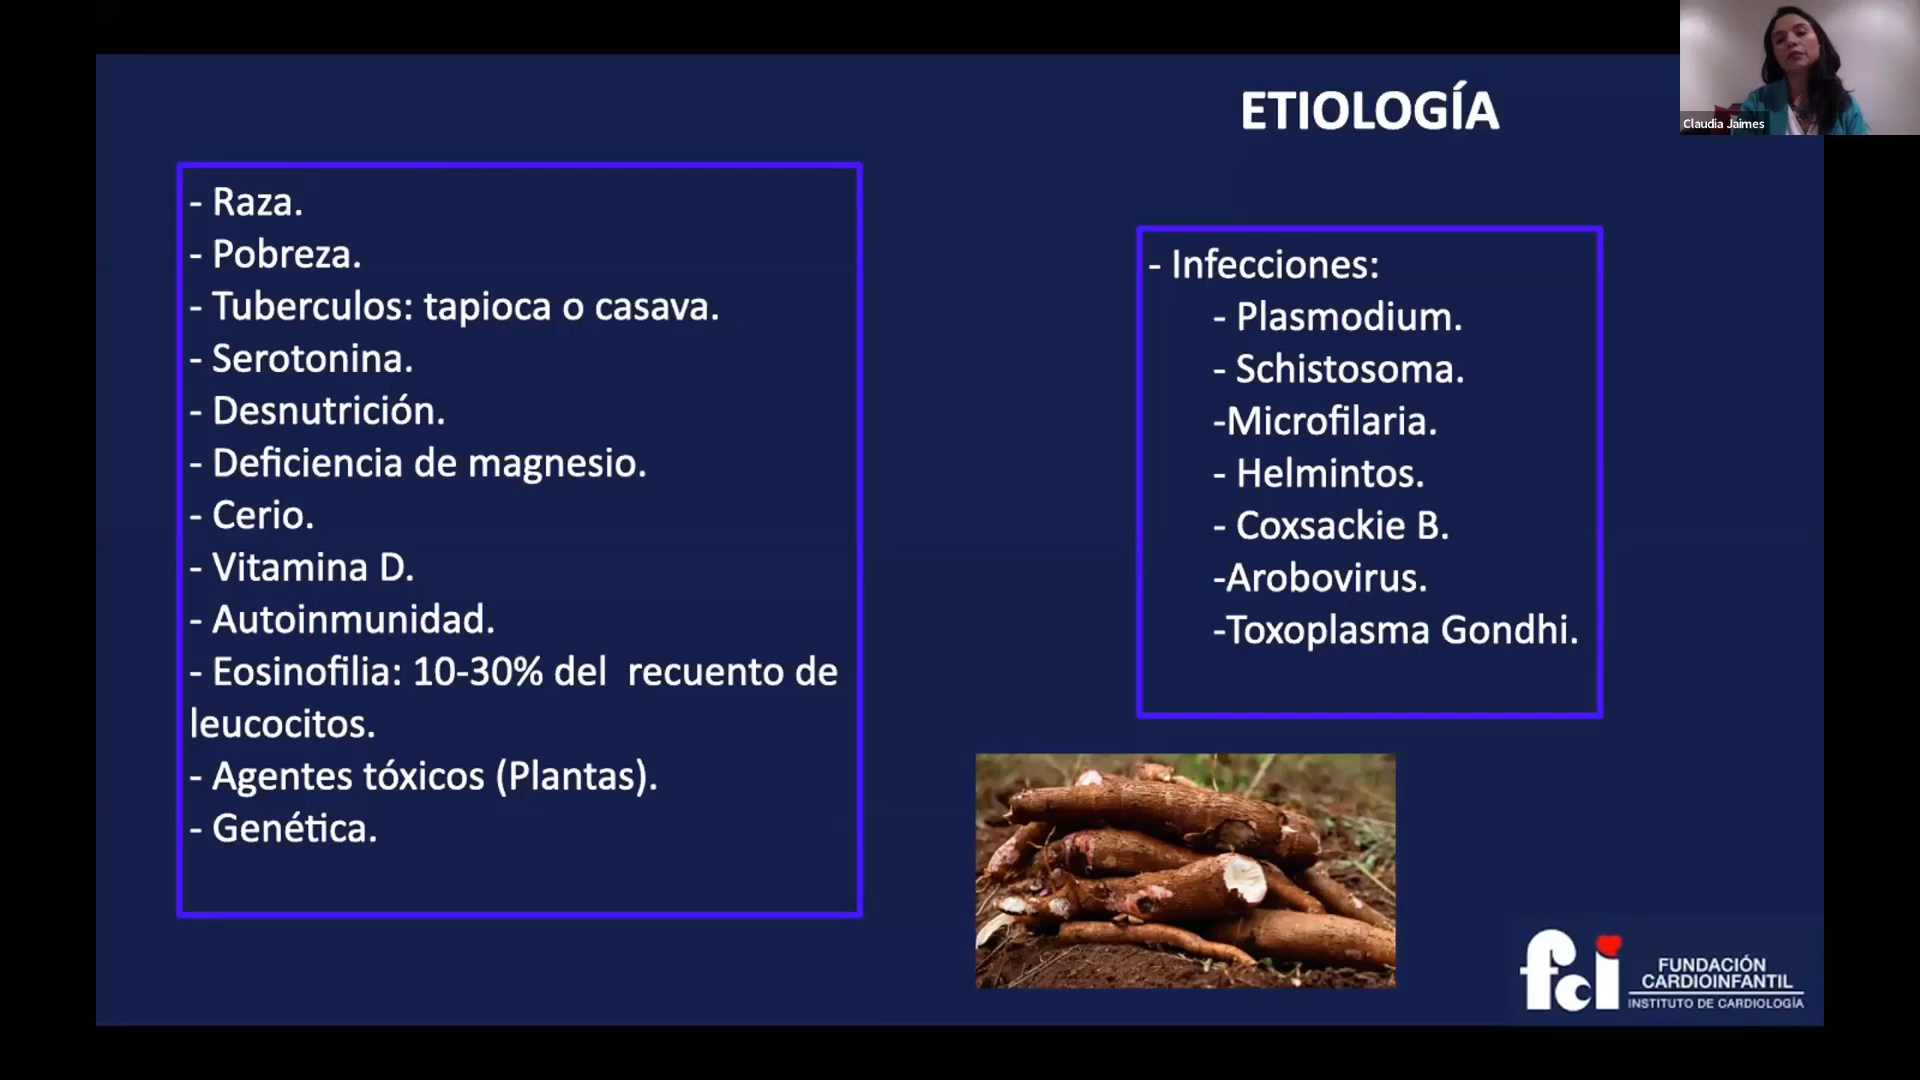 ETIOLOGÍA
Claudia Jaimes
- Raza.
- Pobreza.
- Tuberculos: tapioca o casava.
- Serotonina.
- Desnutrición.
- Deficiencia de magnesio.
- Cerio.
- Vitamina D.
- Autoinmunidad.
- Eosinofilia: 10-30% del  recuento de
leucocitos.
- Agentes tóxicos (Plantas).
- Genética.
- Infecciones:
- Plasmodium.
- Schistosoma.
-Microfilaria.
- Helmintos.
- Coxsackie B.
-Arobovirus.
-Toxoplasma Gondhi.
fci
FUNDACIÓN
CARDIOINFANTIL
INSTITUTO DE CARDIOLOGÍA